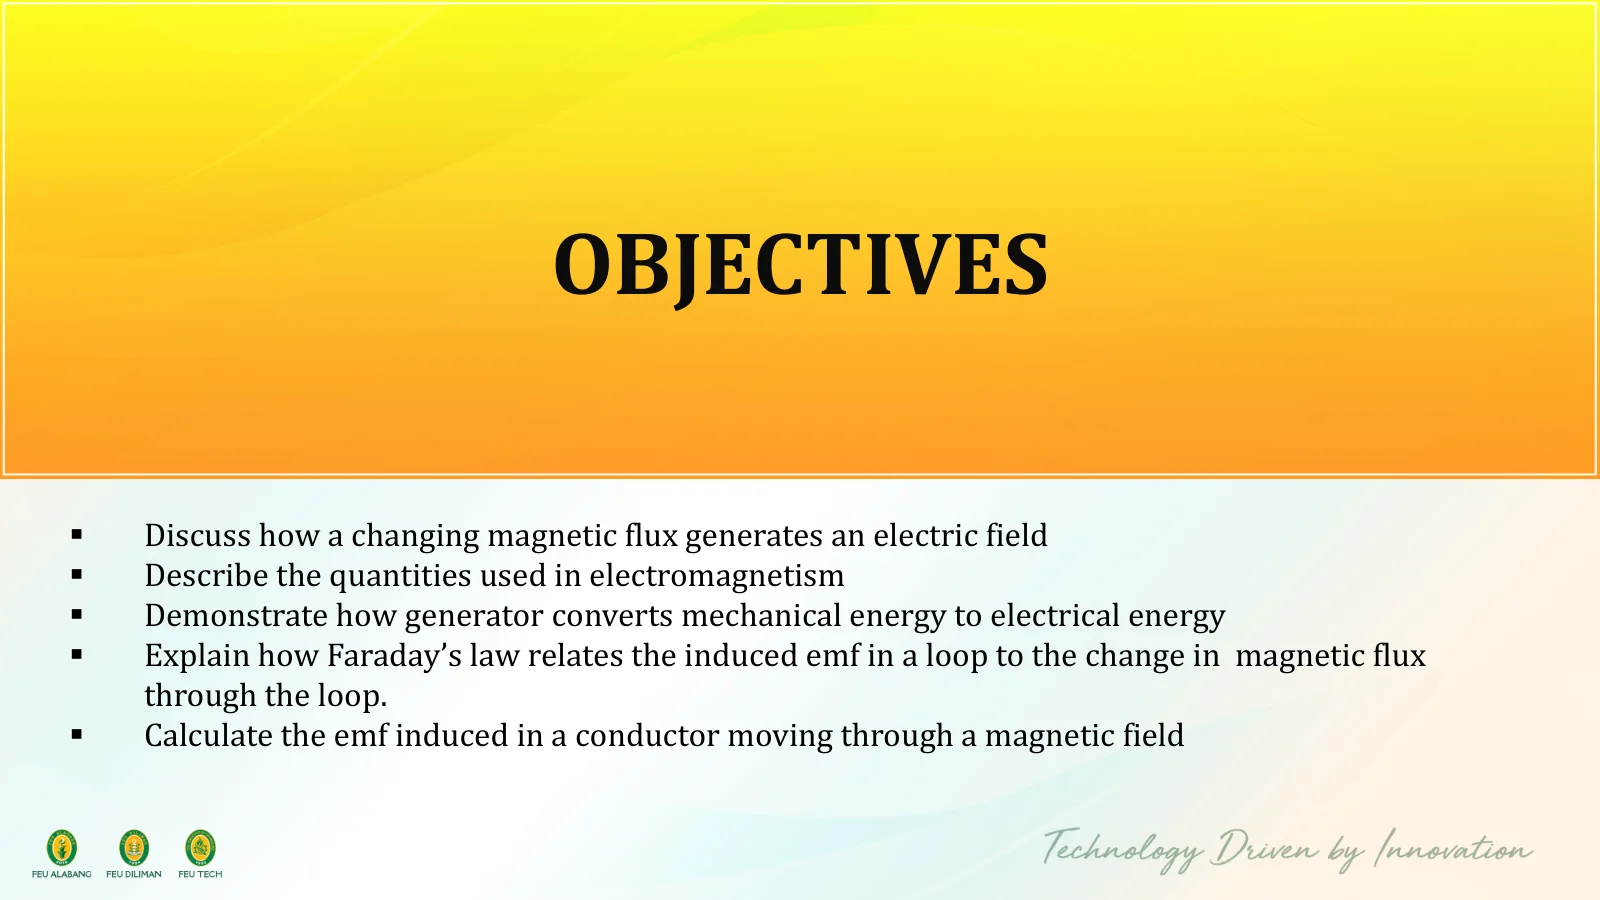 OBJECTIVES
▪ Discuss how a changing magnetic flux generates an electric field
▪ Describe the quantities used in electromagnetism
▪ Demonstrate how generator converts mechanical energy to electrical energy
▪ Explain how Faraday’s law relates the induced emf in a loop to the change in  magnetic flux
through the loop.
▪ Calculate the emf induced in a conductor moving through a magnetic field
FEU ALABANG FEU DILIMAN FEU TECH
Technology Driven by Innovation